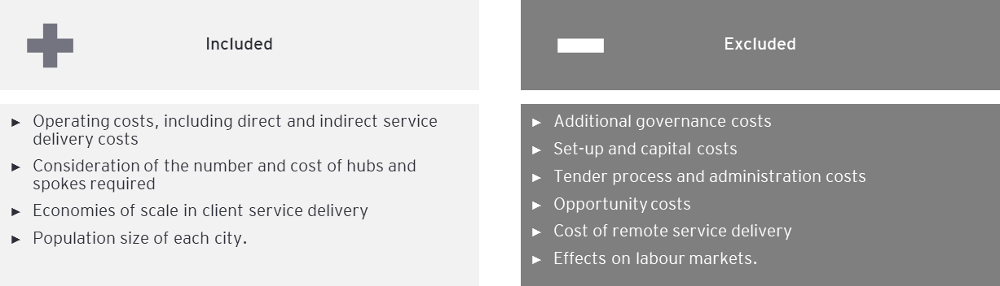 Included
► Operating costs, including direct and indirect service
delivery costs
► Consideration of the number and cost of hubs and
spokes required
► Economies of scale in client service delivery
► Population size of each city.
Excluded
► Additional governance costs
► Set-up and capital costs
► Tender process and administration costs
► Opportunity costs
► Cost of remote service delivery
► Effects on labour markets.